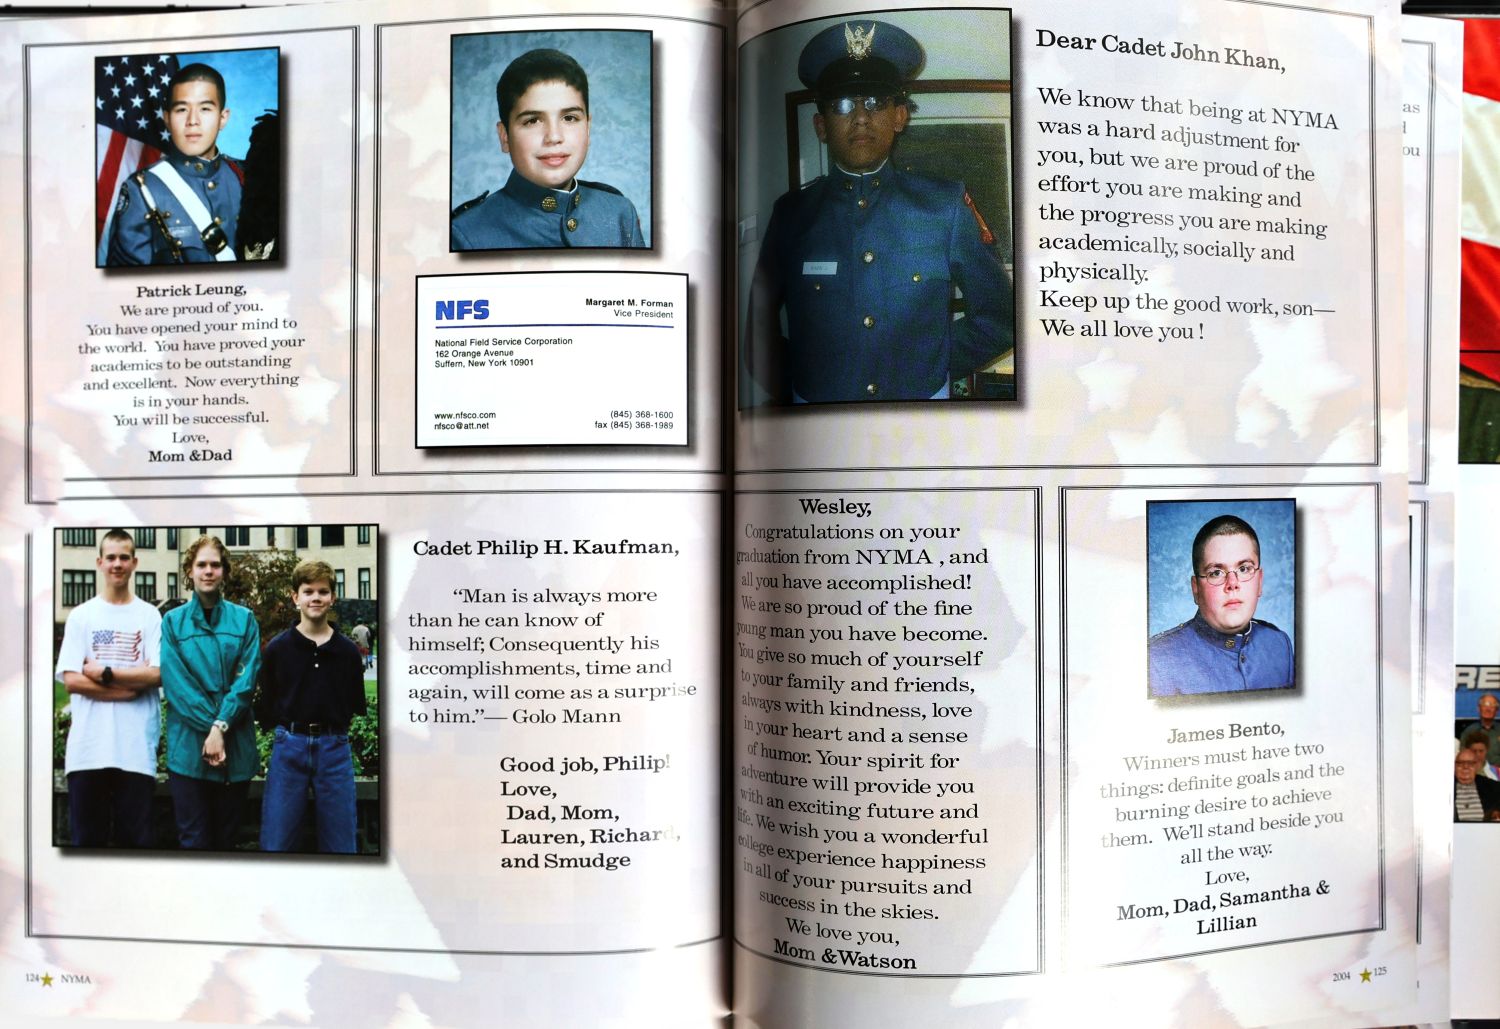 Patrick Leung,
We are proud of you.
You have opened your mind to
the world. You have proved your
academics to be outstanding
and excellent. Now everything
is in your hands.
You will be successful.
Love,
Mom &Dad
NFS
Margaret M. Forman
Vice President
National Field Service Corporation
162 Orange Avenue
Suffern, New York 10901
www.nfsco.com
nfsco@att.net
(845) 368-1600
fax (845) 368-1989
Cadet Philip H. Kaufman,
“Man is always more
than he can know of
himself; Consequently his
accomplishments, time and
again, will come as a surprise
to him.”— Golo Mann
Good job, Philip!
Love,
Dad, Mom,
Lauren, Richard,
and Smudge
124 NYMA
Dear Cadet John Khan,
We know that being at NYMA
was a hard adjustment for
you, but we are proud of the
effort you are making and
the progress you are making
academically, socially and
physically.
Keep up the good work, son—
We all love you !
Wesley,
Congratulations on your
graduation from NYMA , and
all you have accomplished!
We are so proud of the fine
young man you have become.
You give so much of yourself
to your family and friends,
always with kindness, love
in your heart and a sense
of humor. Your spirit for
adventure will provide you
with an exciting future and
life. We wish you a wonderful
college experience happiness
in all of your pursuits and
success in the skies.
We love you,
Mom &Watson
James Bento,
Winners must have two
things: definite goals and the
burning desire to achieve
them. We'll stand beside you
all the way.
Love,
Mom, Dad, Samantha &
Lillian
2004 125